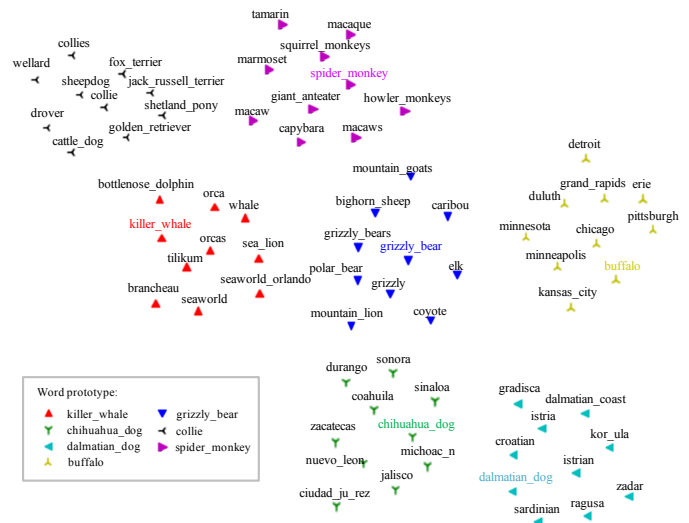 collies
wellard
fox_terrier
sheepdog
jack_russell_terrier
collie
shetland_pony
drover
golden_retriever
cattle_dog
tamarin
macaque
squirrel_monkeys
marmoset
spider_monkey
giant_anteater
howler_monkeys
macaw
capybara
macaws
bottlenose_dolphin
orca
whale
killer_whale
orcas
sea_lion
tilikum
seaworld_orlando
brancheau
seaworld
mountain_goats
bighorn_sheep
caribou
grizzly_bears
grizzly_bear
polar_bear
elk
grizzly
mountain_lion
coyote
detroit
grand_rapids
erie
duluth
pittsburgh
minnesota
chicago
minneapolis
buffalo
kansas_city
Word prototype:
killer_whale
grizzly_bear
chihuahua_dog
collie
dalmatian_dog
spider_monkey
buffalo
sonora
durango
sinaloa
coahuila
chihuahua_dog
zacatecas
michoac_n
nuevo_leon
jalisco
ciudad_ju_rez
gradisca
dalmatian_coast
istria
kor_ula
croatian
istrian
dalmatian_dog
zadar
ragusa
sardinian